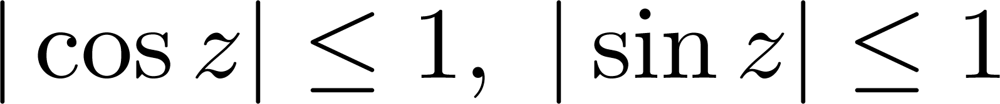 | cos z| ≤ 1, | sin z| ≤ 1